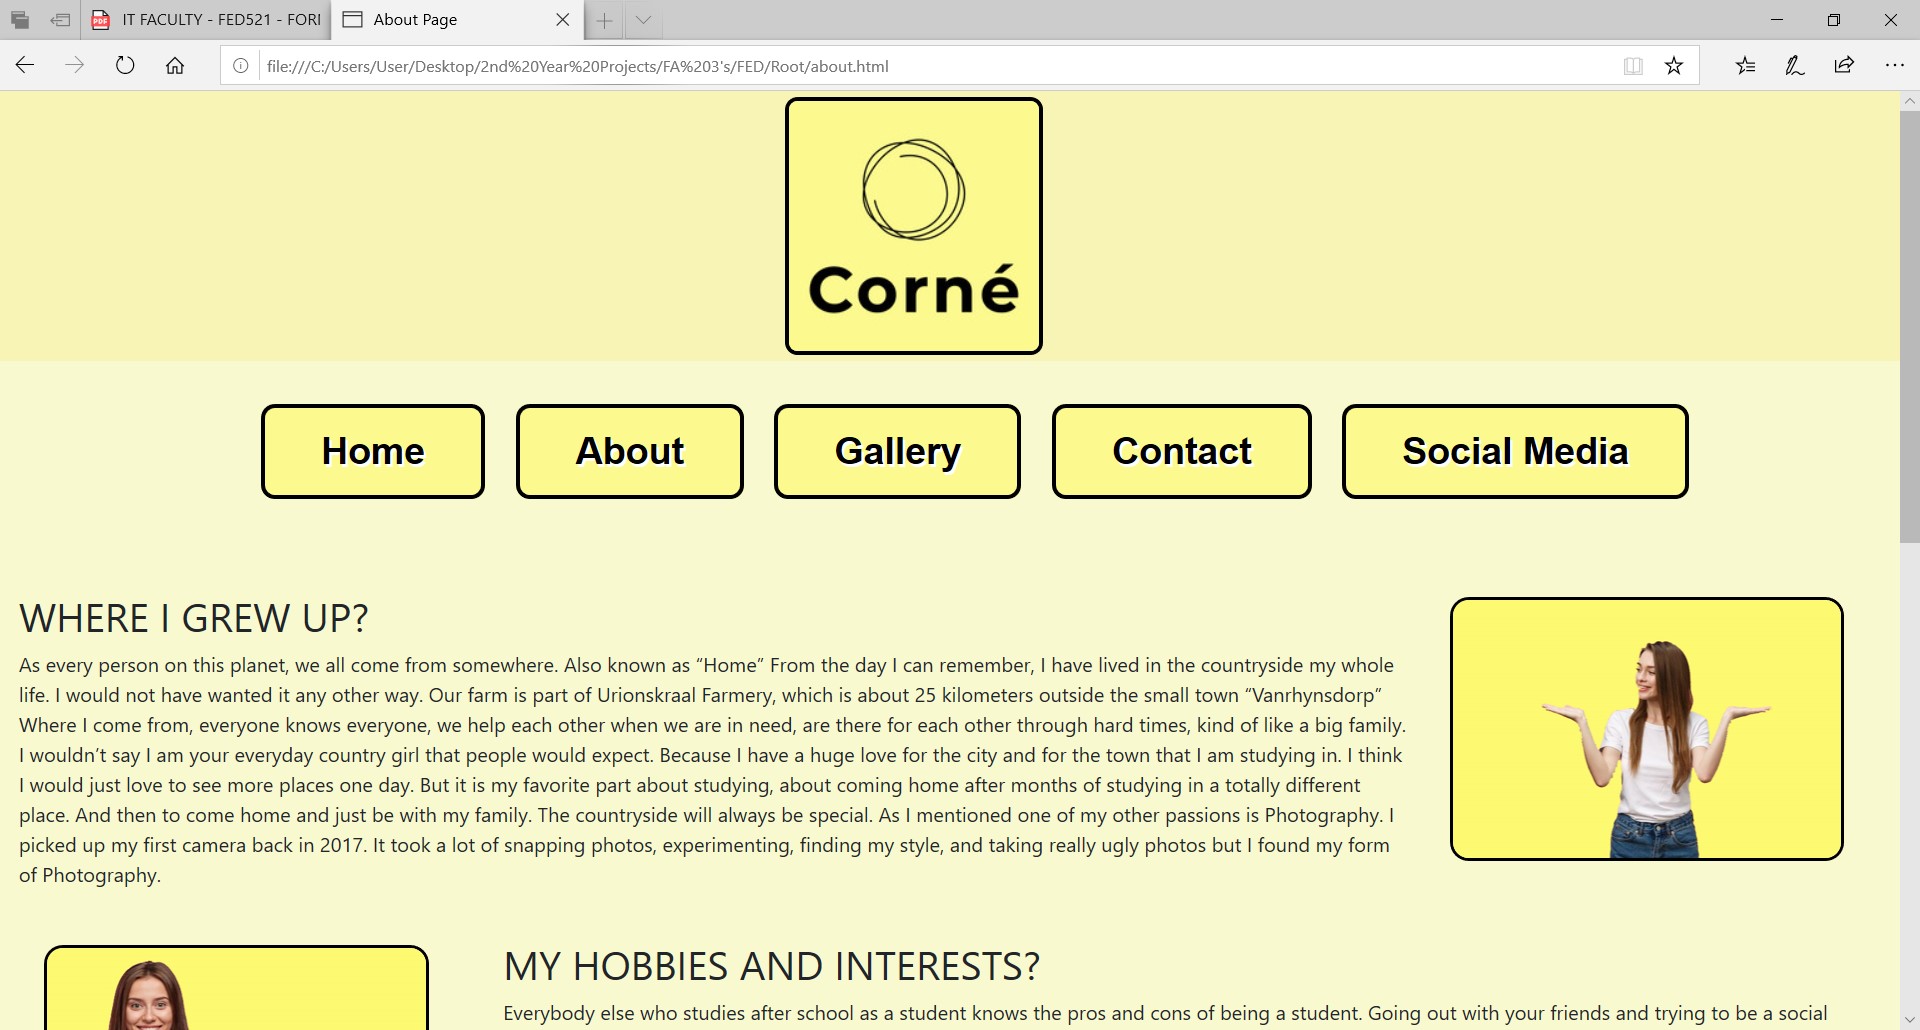 IT FACULTY - FED521 - FORI
About Page
file:///C:/Users/User/Desktop/2nd%20Year%20Projects/FA%203's/FED/Root/about.html
Corné
Home
About
Gallery
Contact
Social Media
WHERE I GREW UP?
As every person on this planet, we all come from somewhere. Also known as “Home” From the day I can remember, I have lived in the countryside my whole
life. I would not have wanted it any other way. Our farm is part of Urionskraal Farmery, which is about 25 kilometers outside the small town “Vanrhynsdorp”
Where I come from, everyone knows everyone, we help each other when we are in need, are there for each other through hard times, kind of like a big family.
I wouldn’t say I am your everyday country girl that people would expect. Because I have a huge love for the city and for the town that I am studying in. I think
I would just love to see more places one day. But it is my favorite part about studying, about coming home after months of studying in a totally different
place. And then to come home and just be with my family. The countryside will always be special. As I mentioned one of my other passions is Photography. I
picked up my first camera back in 2017. It took a lot of snapping photos, experimenting, finding my style, and taking really ugly photos but I found my form
of Photography.
MY HOBBIES AND INTERESTS?
Everybody else who studies after school as a student knows the pros and cons of being a student. Going out with your friends and trying to be a social